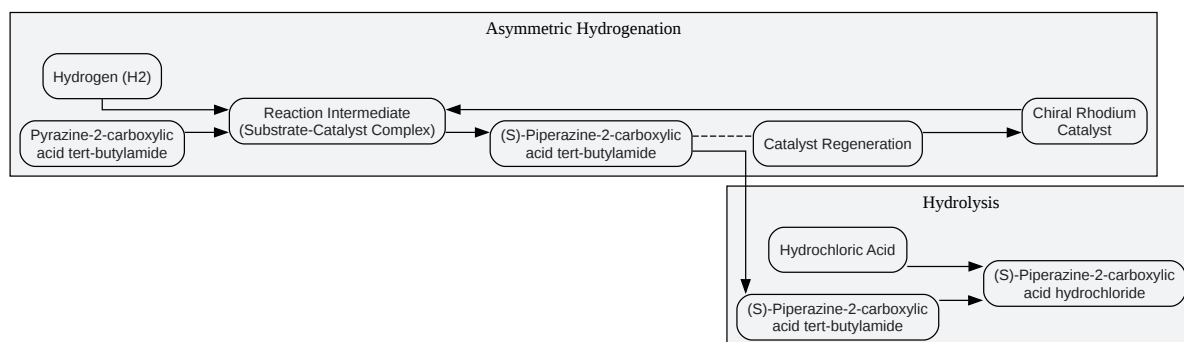 Asymmetric Hydrogenation
Hydrogen (H2)
Pyrazine-2-carboxylic
acid tert-butylamide
Reaction Intermediate
(Substrate-Catalyst Complex)
(S)-Piperazine-2-carboxylic
acid tert-butylamide
Catalyst Regeneration
Chiral Rhodium
Catalyst
Hydrolysis
Hydrochloric Acid
(S)-Piperazine-2-carboxylic
acid tert-butylamide
(S)-Piperazine-2-carboxylic
acid hydrochloride